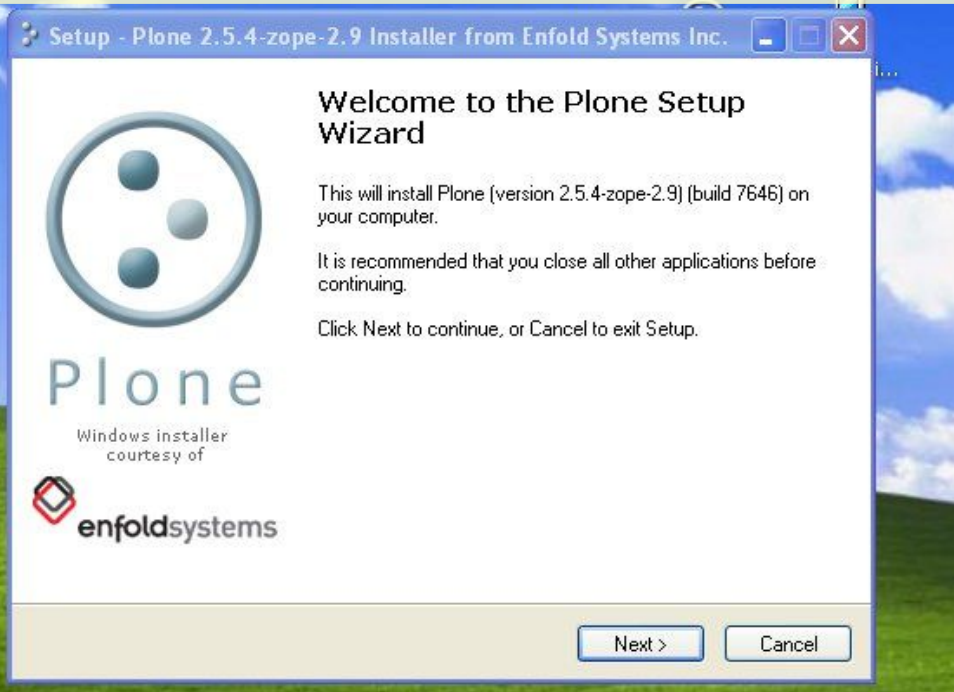 Setup - Plone 2.5.4-zope-2.9 Installer from Enfold Systems Inc.
Welcome to the Plone Setup
Wizard
This will install Plone (version 2.5.4-zope-2.9) (build 7646) on
your computer.
It is recommended that you close all other applications before
continuing.
Click Next to continue, or Cancel to exit Setup.
Plone
Windows installer
courtesy of
enfoldsystems
Next >
Cancel